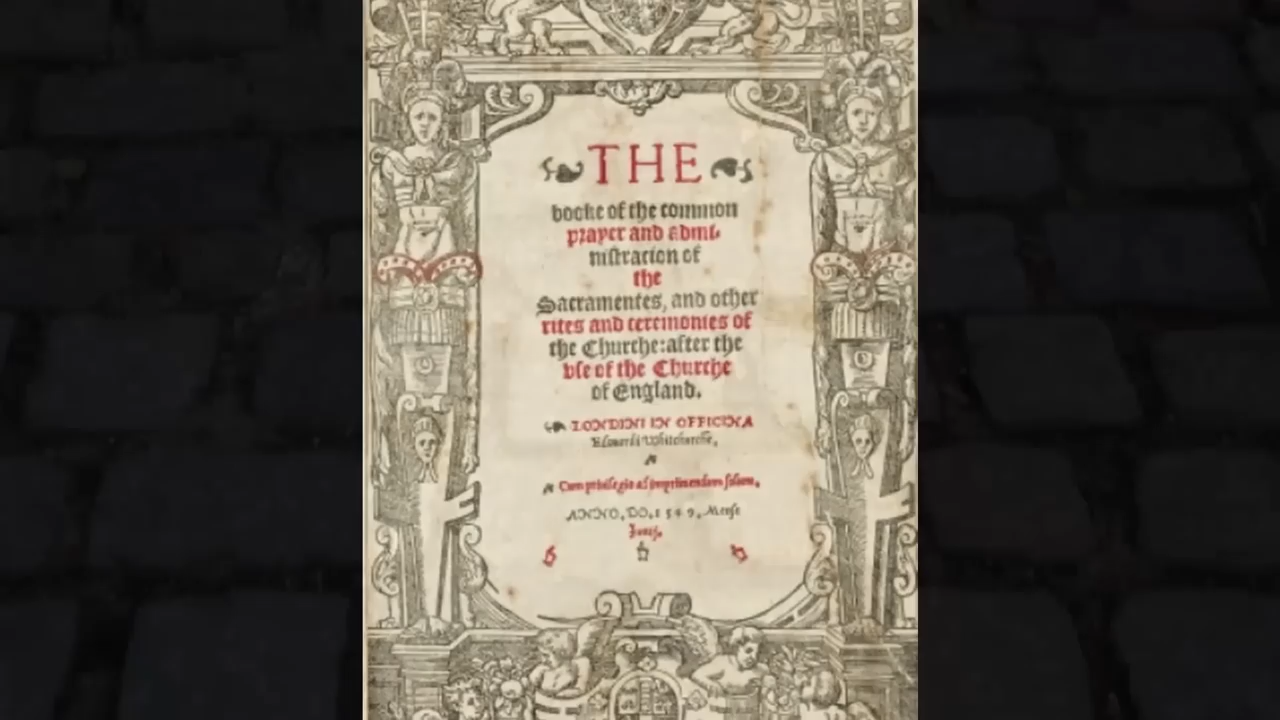 THE
booke of the common
prayer and admi-
nistracion of
the
Sacramentes, and other
rites and ceremonies of
the Churche: after the
vse of the Churche
of England.
LONDINI IN OFFICINA
Edouardi Whitchurche.
Cum priuilegio ad imprimendum solum.
ANNO. DO. 1549. Mense